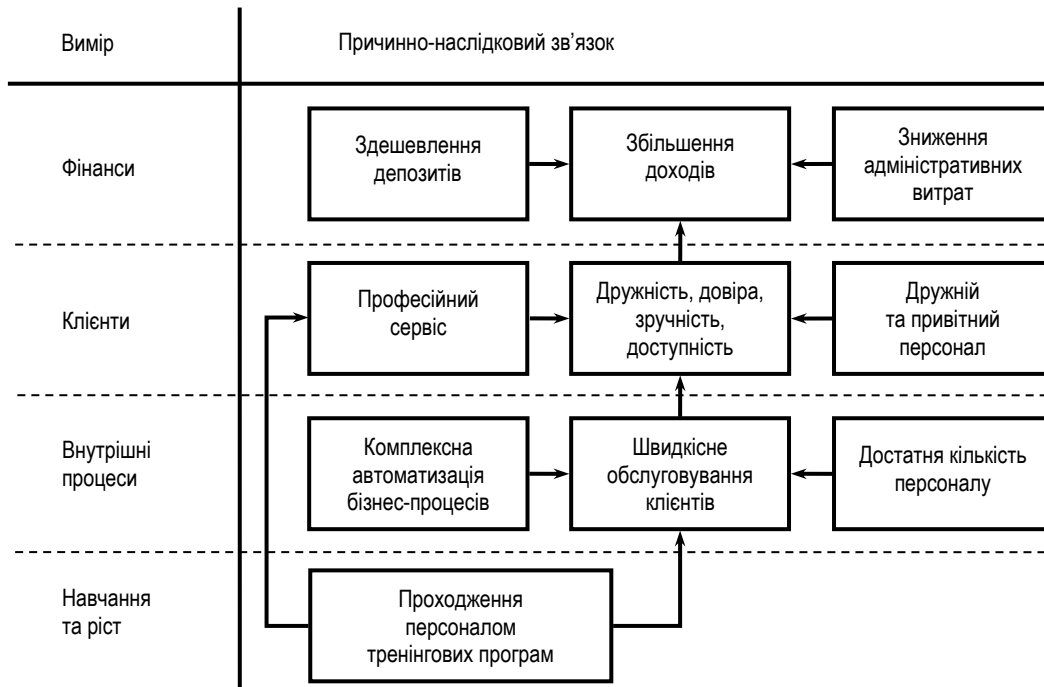 Вимір
Причинно-наслідковий зв’язок
Фінанси
Здешевлення
депозитів
Збільшення
доходів
Зниження
адміністративних
витрат
Клієнти
Професійний
сервіс
Дружність, довіра,
зручність,
доступність
Дружній
та привітний
персонал
Внутрішні
процеси
Комплексна
автоматизація
бізнес-процесів
Швидкісне
обслуговування
клієнтів
Достатня кількість
персоналу
Навчання
та ріст
Проходження
персоналом
тренінгових програм